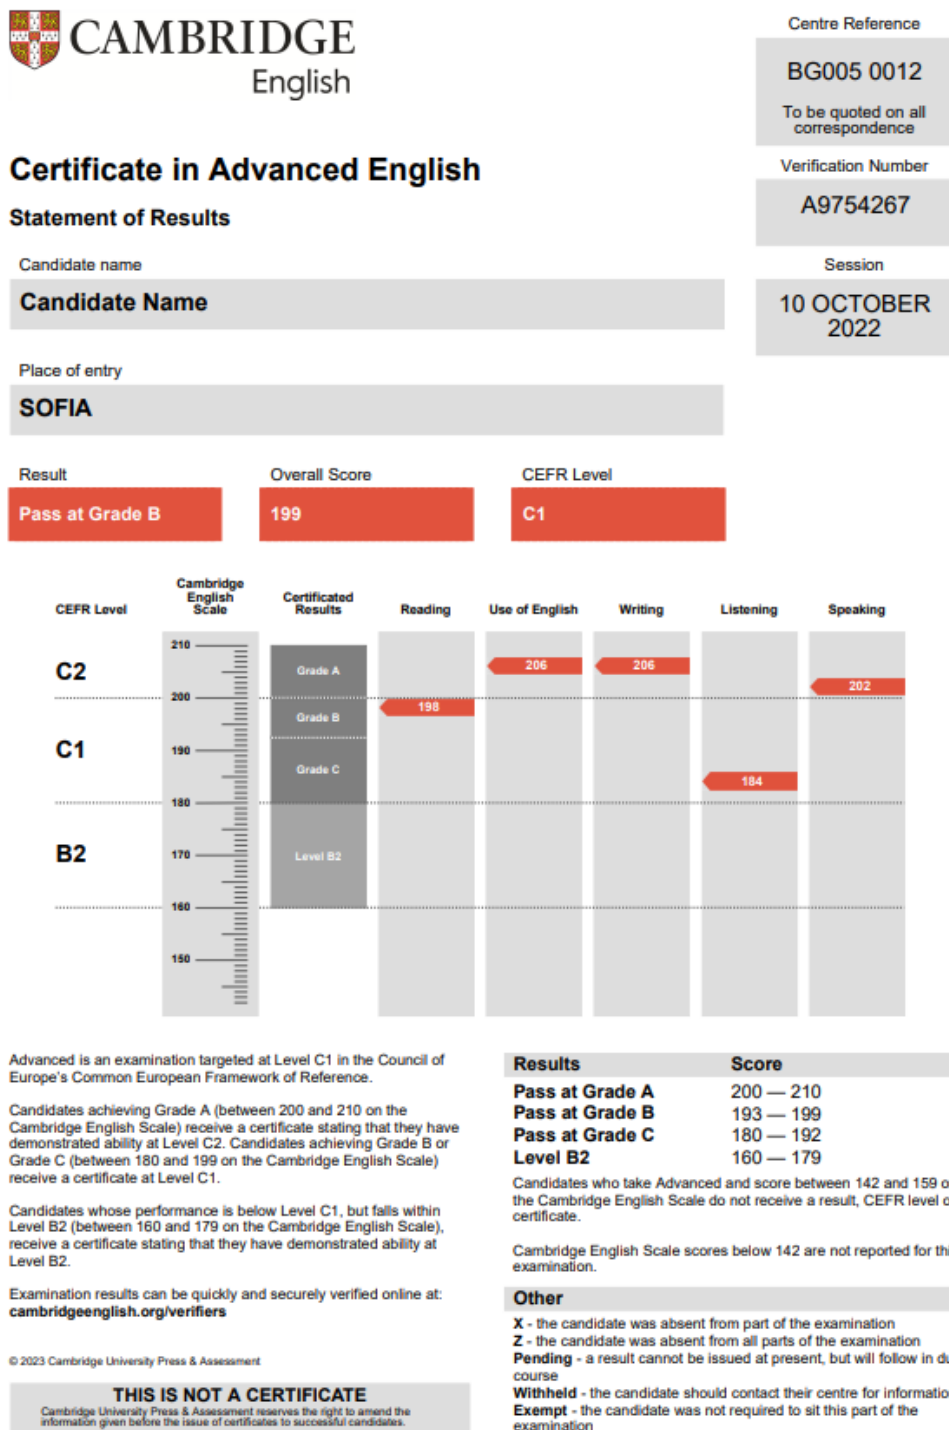 CAMBRIDGE
English
Centre Reference
BG005 0012
To be quoted on all
correspondence
Certificate in Advanced English
Statement of Results
Verification Number
A9754267
Candidate name
Candidate Name
Session
10 OCTOBER
2022
Place of entry
SOFIA
Result
Overall Score
CEFR Level
Pass at Grade B
199
C1
CEFR Level
Cambridge
English
Scale
Certificated
Results
Reading
Use of English
Writing
Listening
Speaking
C2
C1
B2
210
200
190
180
170
160
150
Grade A
Grade B
Grade C
Level B2
198
206
206
184
202
Advanced is an examination targeted at Level C1 in the Council of
Europe's Common European Framework of Reference.
Candidates achieving Grade A (between 200 and 210 on the
Cambridge English Scale) receive a certificate stating that they have
demonstrated ability at Level C2. Candidates achieving Grade B or
Grade C (between 180 and 199 on the Cambridge English Scale)
receive a certificate at Level C1.
Candidates whose performance is below Level C1, but falls within
Level B2 (between 160 and 179 on the Cambridge English Scale),
receive a certificate stating that they have demonstrated ability at
Level B2.
Examination results can be quickly and securely verified online at:
cambridgeenglish.org/verifiers
© 2023 Cambridge University Press & Assessment
THIS IS NOT A CERTIFICATE
Cambridge University Press & Assessment reserves the right to amend the
information given before the issue of certificates to successful candidates.
Results Score
Pass at Grade A 200 — 210
Pass at Grade B 193 — 199
Pass at Grade C 180 — 192
Level B2 160 — 179
Candidates who take Advanced and score between 142 and 159
the Cambridge English Scale do not receive a result, CEFR level
certificate.
Cambridge English Scale scores below 142 are not reported for
examination.
Other
X - the candidate was absent from part of the examination
Z - the candidate was absent from all parts of the examination
Pending - a result cannot be issued at present, but will follow in
course
Withheld - the candidate should contact their centre for
Exempt - the candidate was not required to sit this part of the
examination